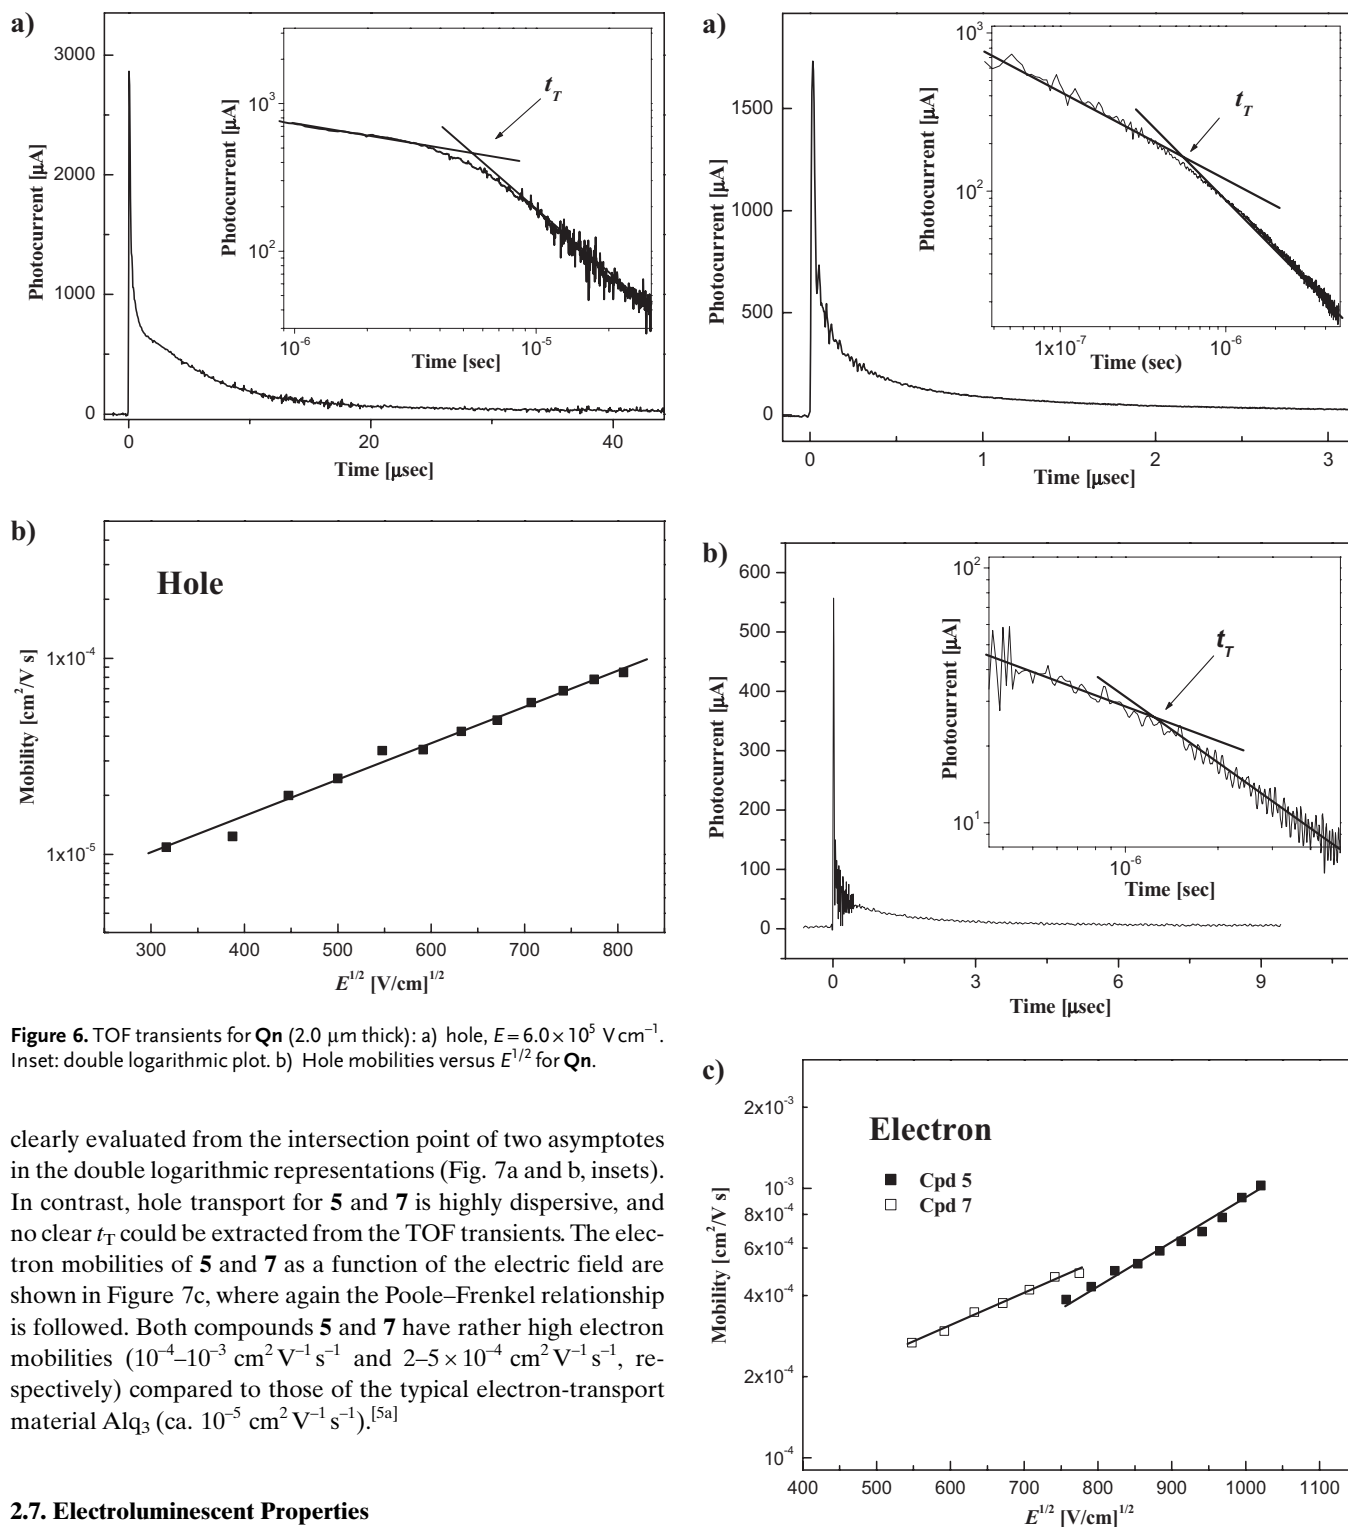 a)
3000
2000
1000
0
Photocurrent [μA]
0
20
40
Time [μsec]
10³
10²
Photocurrent [μA]
10⁻⁶
10⁻⁵
Time [sec]
t_T
b)
Hole
1x10⁻⁴
1x10⁻⁵
Mobility [cm²/V s]
300
400
500
600
700
800
E^1/2 [V/cm]^1/2
Figure 6. TOF transients for Qn (2.0 μm thick): a) hole, E = 6.0 × 10⁵ V cm⁻¹.
Inset: double logarithmic plot. b) Hole mobilities versus E^1/2 for Qn.
clearly evaluated from the intersection point of two asymptotes
in the double logarithmic representations (Fig. 7a and b, insets).
In contrast, hole transport for 5 and 7 is highly dispersive, and
no clear t_T could be extracted from the TOF transients. The elec-
tron mobilities of 5 and 7 as a function of the electric field are
shown in Figure 7c, where again the Poole–Frenkel relationship
is followed. Both compounds 5 and 7 have rather high electron
mobilities (10⁻⁴–10⁻³ cm² V⁻¹ s⁻¹ and 2–5 × 10⁻⁴ cm² V⁻¹ s⁻¹, re-
spectively) compared to those of the typical electron-transport
material Alq₃ (ca. 10⁻⁵ cm² V⁻¹ s⁻¹).[5a]
2.7. Electroluminescent Properties
a)
1500
1000
500
0
Photocurrent [μA]
0
1
2
3
Time [μsec]
10³
10²
Photocurrent [μA]
1x10⁻⁷
10⁻⁶
Time (sec)
t_T
b)
600
500
400
300
200
100
0
Photocurrent [μA]
0
3
6
9
Time [μsec]
10²
10¹
Photocurrent [μA]
10⁻⁶
Time [sec]
t_T
c)
Electron
Cpd 5
Cpd 7
2x10⁻³
10⁻³
8x10⁻⁴
6x10⁻⁴
4x10⁻⁴
2x10⁻⁴
10⁻⁴
Mobility [cm²/V s]
400
500
600
700
800
900
1000
1100
E^1/2 [V/cm]^1/2